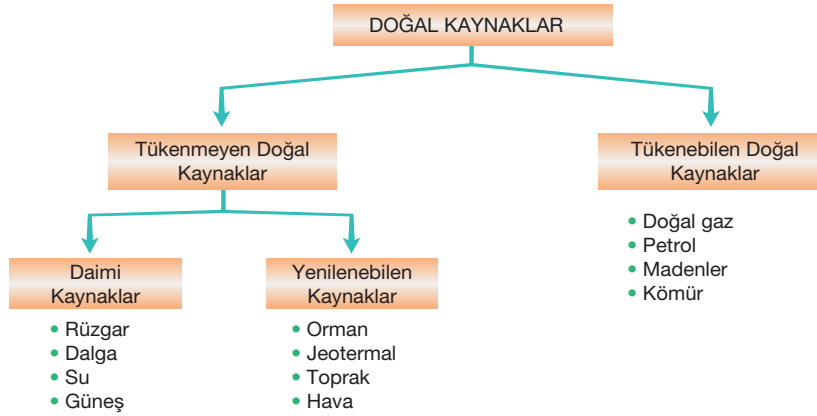 DOĞAL KAYNAKLAR
Tükenmeyen Doğal
Kaynaklar
Tükenebilen Doğal
Kaynaklar
• Doğal gaz
• Petrol
• Madenler
• Kömür
Daimi
Kaynaklar
• Rüzgar
• Dalga
• Su
• Güneş
Yenilenebilen
Kaynaklar
• Orman
• Jeotermal
• Toprak
• Hava